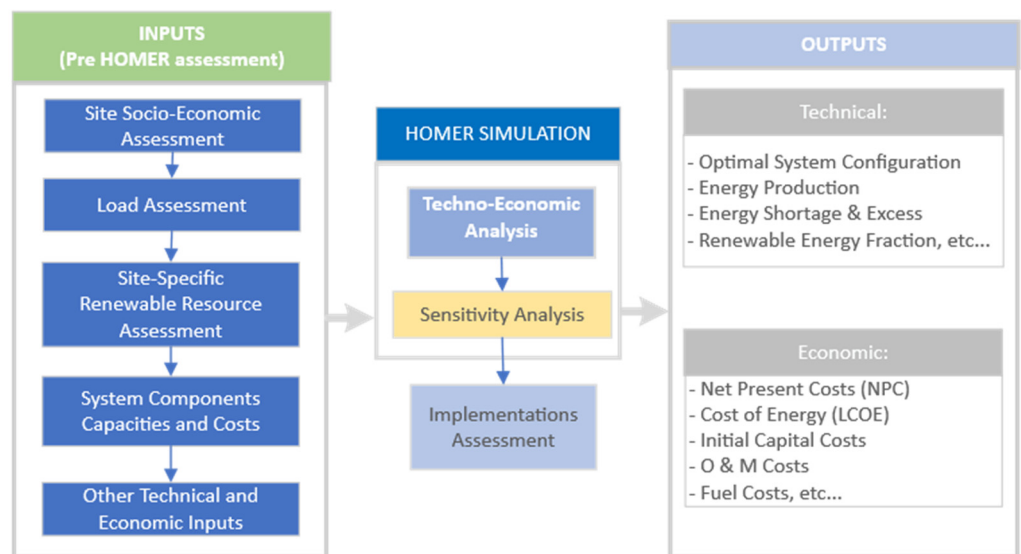 INPUTS
(Pre HOMER assessment)
Site Socio-Economic
Assessment
Load Assessment
Site-Specific
Renewable Resource
Assessment
System Components
Capacities and Costs
Other Technical and
Economic Inputs
HOMER SIMULATION
Techno-Economic
Analysis
Sensitivity Analysis
Implementations
Assessment
OUTPUTS
Technical:
- Optimal System Configuration
- Energy Production
- Energy Shortage & Excess
- Renewable Energy Fraction, etc...
Economic:
- Net Present Costs (NPC)
- Cost of Energy (LCOE)
- Initial Capital Costs
- O & M Costs
- Fuel Costs, etc...